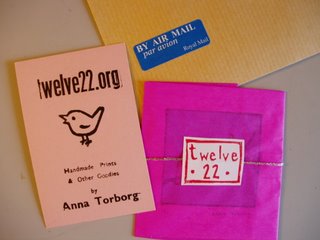 BY AIR MAIL
par avion
Royal Mail
twelve22.org
Handmade Prints
& Other Goodies
by
Anna Torborg
twelve
·22·